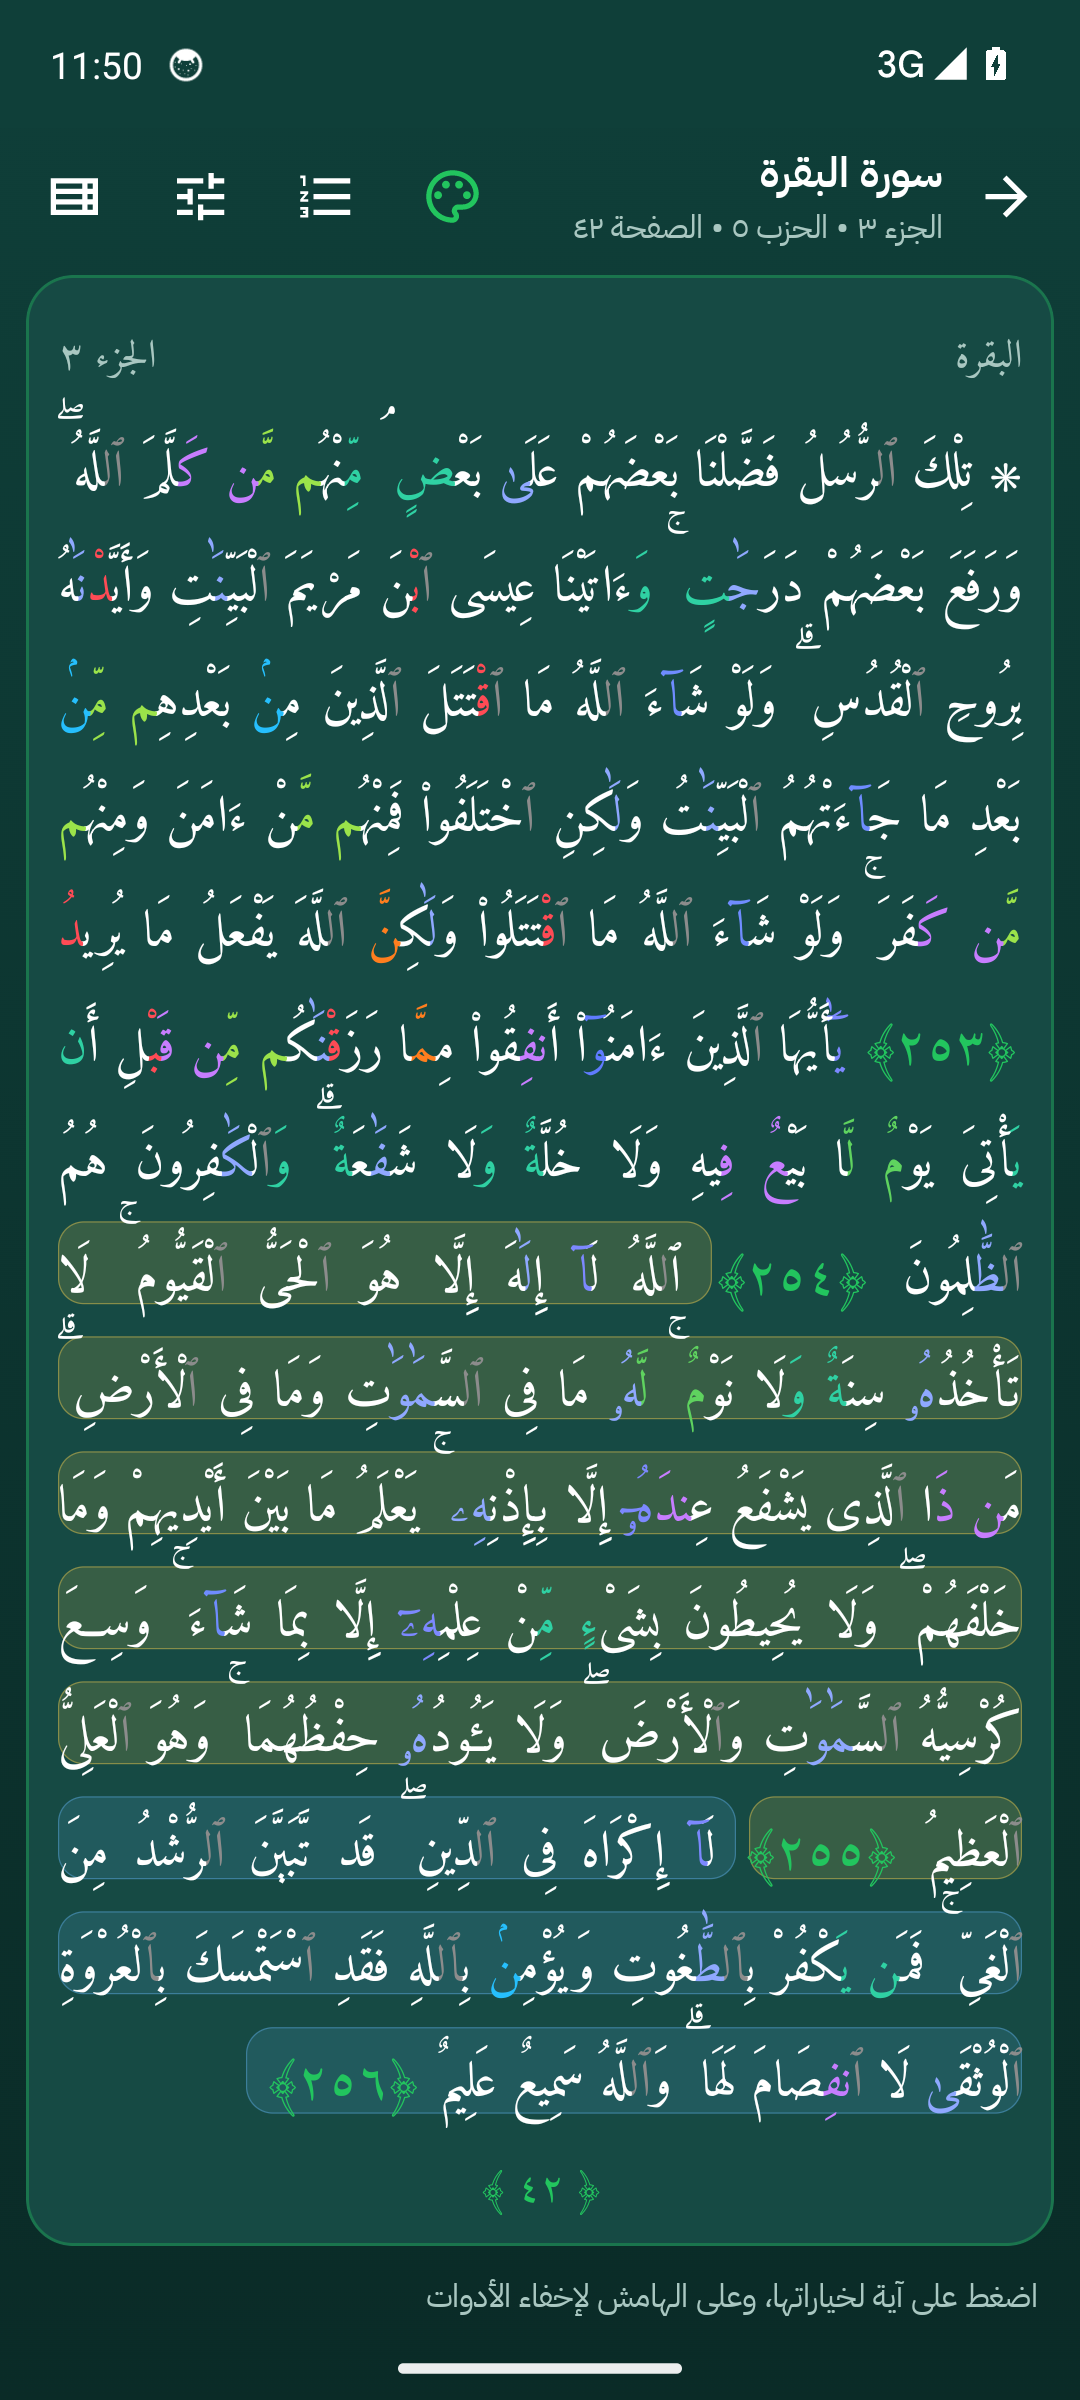 11:50
3G
سورة البقرة
الجزء ٣ • الحزب ٥ • الصفحة ٤٢
البقرة
الجزء ٣
* تِلْكَ ٱلرُّسُلُ فَضَّلْنَا بَعْضَهُمْ عَلَىٰ بَعْضٍۢ ۘ مِّنْهُم مَّن كَلَّمَ ٱللَّهُ ۖ
وَرَفَعَ بَعْضَهُمْ دَرَجَـٰتٍۢ ۚ وَءَاتَيْنَا عِيسَى ٱبْنَ مَرْيَمَ ٱلْبَيِّنَـٰتِ وَأَيَّدْنَـٰهُ
بِرُوحِ ٱلْقُدُسِ ۗ وَلَوْ شَآءَ ٱللَّهُ مَا ٱقْتَتَلَ ٱلَّذِينَ مِنۢ بَعْدِهِم مِّنۢ
بَعْدِ مَا جَآءَتْهُمُ ٱلْبَيِّنَـٰتُ وَلَـٰكِنِ ٱخْتَلَفُوا۟ فَمِنْهُم مَّنْ ءَامَنَ وَمِنْهُم
مَّن كَفَرَ ۚ وَلَوْ شَآءَ ٱللَّهُ مَا ٱقْتَتَلُوا۟ وَلَـٰكِنَّ ٱللَّهَ يَفْعَلُ مَا يُرِيدُ
﴿٢٥٣﴾ يَـٰٓأَيُّهَا ٱلَّذِينَ ءَامَنُوٓا۟ أَنفِقُوا۟ مِمَّا رَزَقْنَـٰكُم مِّن قَبْلِ أَن
يَأْتِىَ يَوْمٌۭ لَّا بَيْعٌۭ فِيهِ وَلَا خُلَّةٌۭ وَلَا شَفَـٰعَةٌۭ ۗ وَٱلْكَـٰفِرُونَ هُمُ
ٱلظَّـٰلِمُونَ ﴿٢٥٤﴾ ٱللَّهُ لَآ إِلَـٰهَ إِلَّا هُوَ ٱلْحَىُّ ٱلْقَيُّومُ ۚ لَا
تَأْخُذُهُۥ سِنَةٌۭ وَلَا نَوْمٌۭ ۚ لَّهُۥ مَا فِى ٱلسَّمَـٰوَٰتِ وَمَا فِى ٱلْأَرْضِ ۗ
مَن ذَا ٱلَّذِى يَشْفَعُ عِندَهُۥٓ إِلَّا بِإِذْنِهِۦ ۚ يَعْلَمُ مَا بَيْنَ أَيْدِيهِمْ وَمَا
خَلْفَهُمْ ۖ وَلَا يُحِيطُونَ بِشَىْءٍۢ مِّنْ عِلْمِهِۦٓ إِلَّا بِمَا شَآءَ ۚ وَسِعَ
كُرْسِيُّهُ ٱلسَّمَـٰوَٰتِ وَٱلْأَرْضَ ۖ وَلَا يَـُٔودُهُۥ حِفْظُهُمَا ۚ وَهُوَ ٱلْعَلِىُّ
ٱلْعَظِيمُ ﴿٢٥٥﴾ لَآ إِكْرَاهَ فِى ٱلدِّينِ ۖ قَد تَّبَيَّنَ ٱلرُّشْدُ مِنَ
ٱلْغَىِّ ۚ فَمَن يَكْفُرْ بِٱلطَّـٰغُوتِ وَيُؤْمِنۢ بِٱللَّهِ فَقَدِ ٱسْتَمْسَكَ بِٱلْعُرْوَةِ
ٱلْوُثْقَىٰ لَا ٱنفِصَامَ لَهَا ۗ وَٱللَّهُ سَمِيعٌ عَلِيمٌ ﴿٢٥٦﴾
﴿ ٤٢ ﴾
اضغط على آية لخياراتها، وعلى الهامش لإخفاء الأدوات